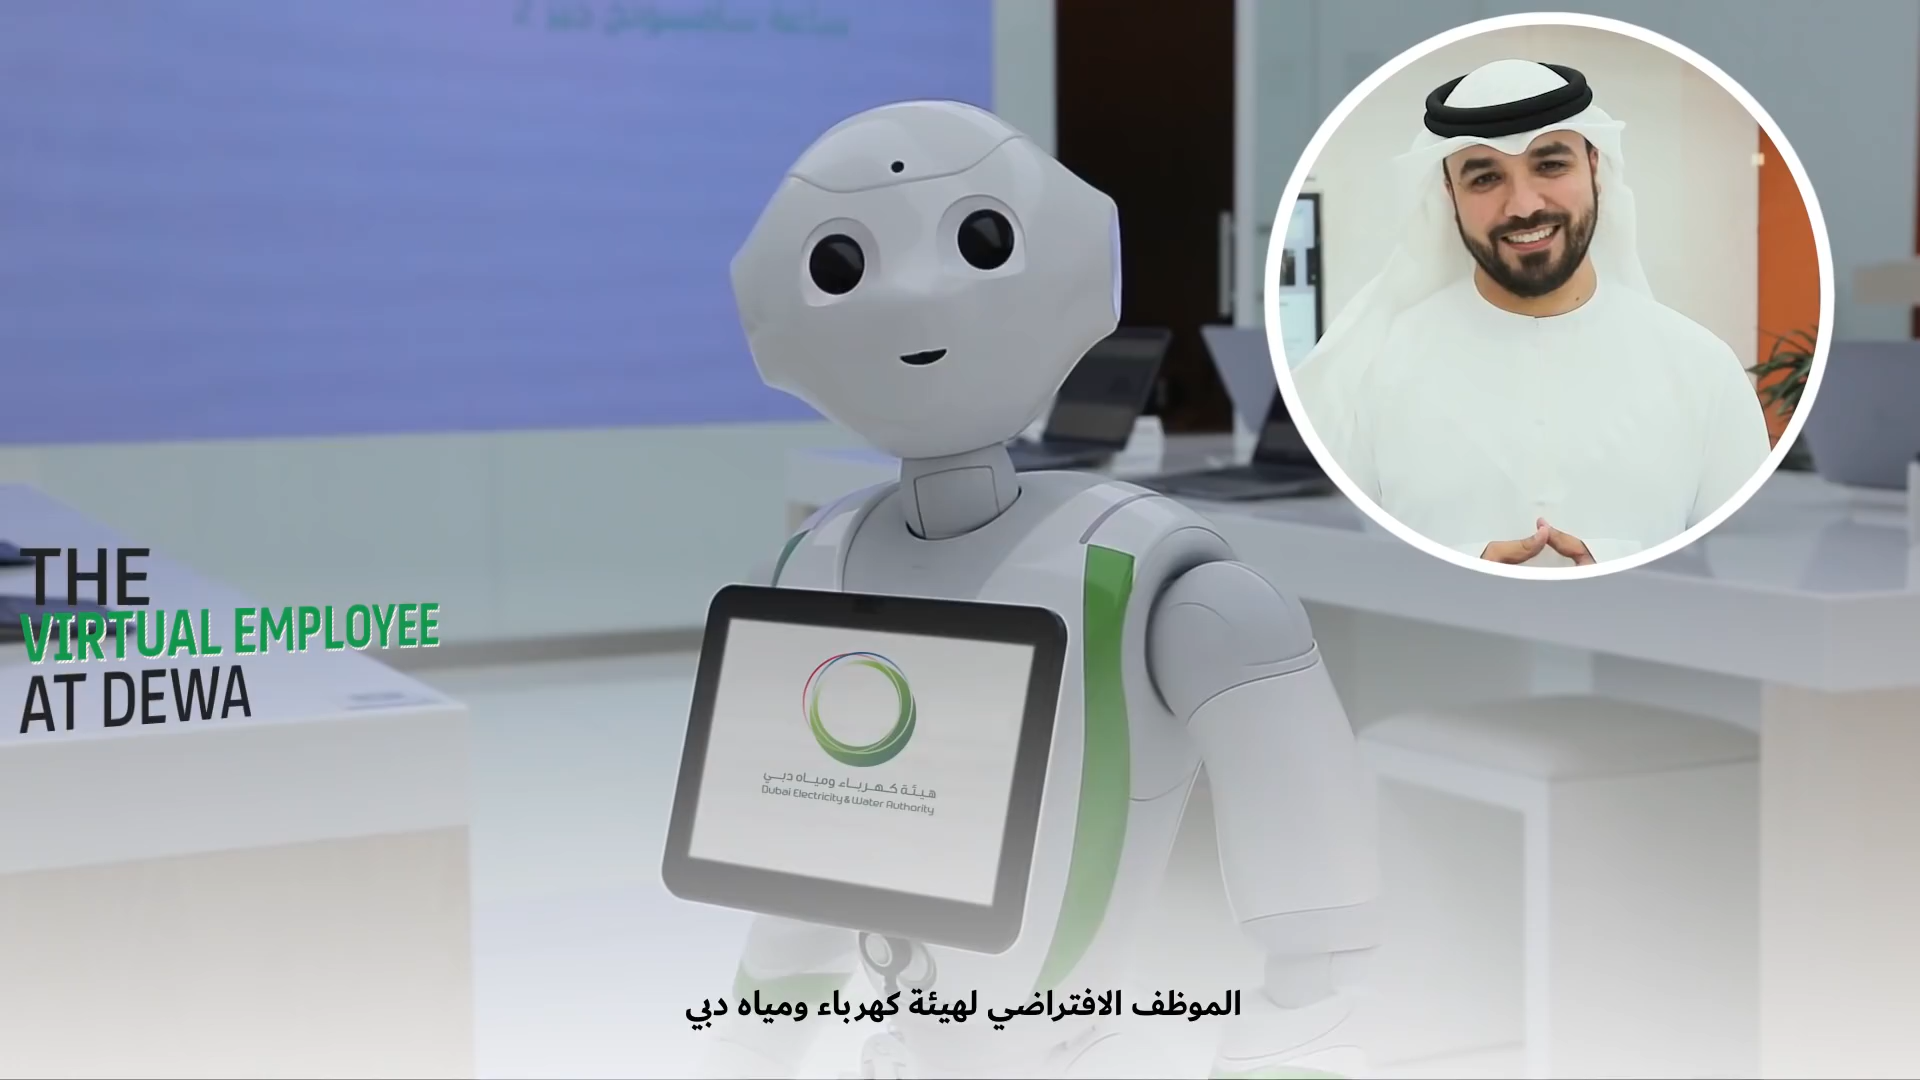 THE
VIRTUAL EMPLOYEE
AT DEWA
هيئة كهرباء ومياه دبي
Dubai Electricity & Water Authority
الموظف الافتراضي لهيئة كهرباء ومياه دبي